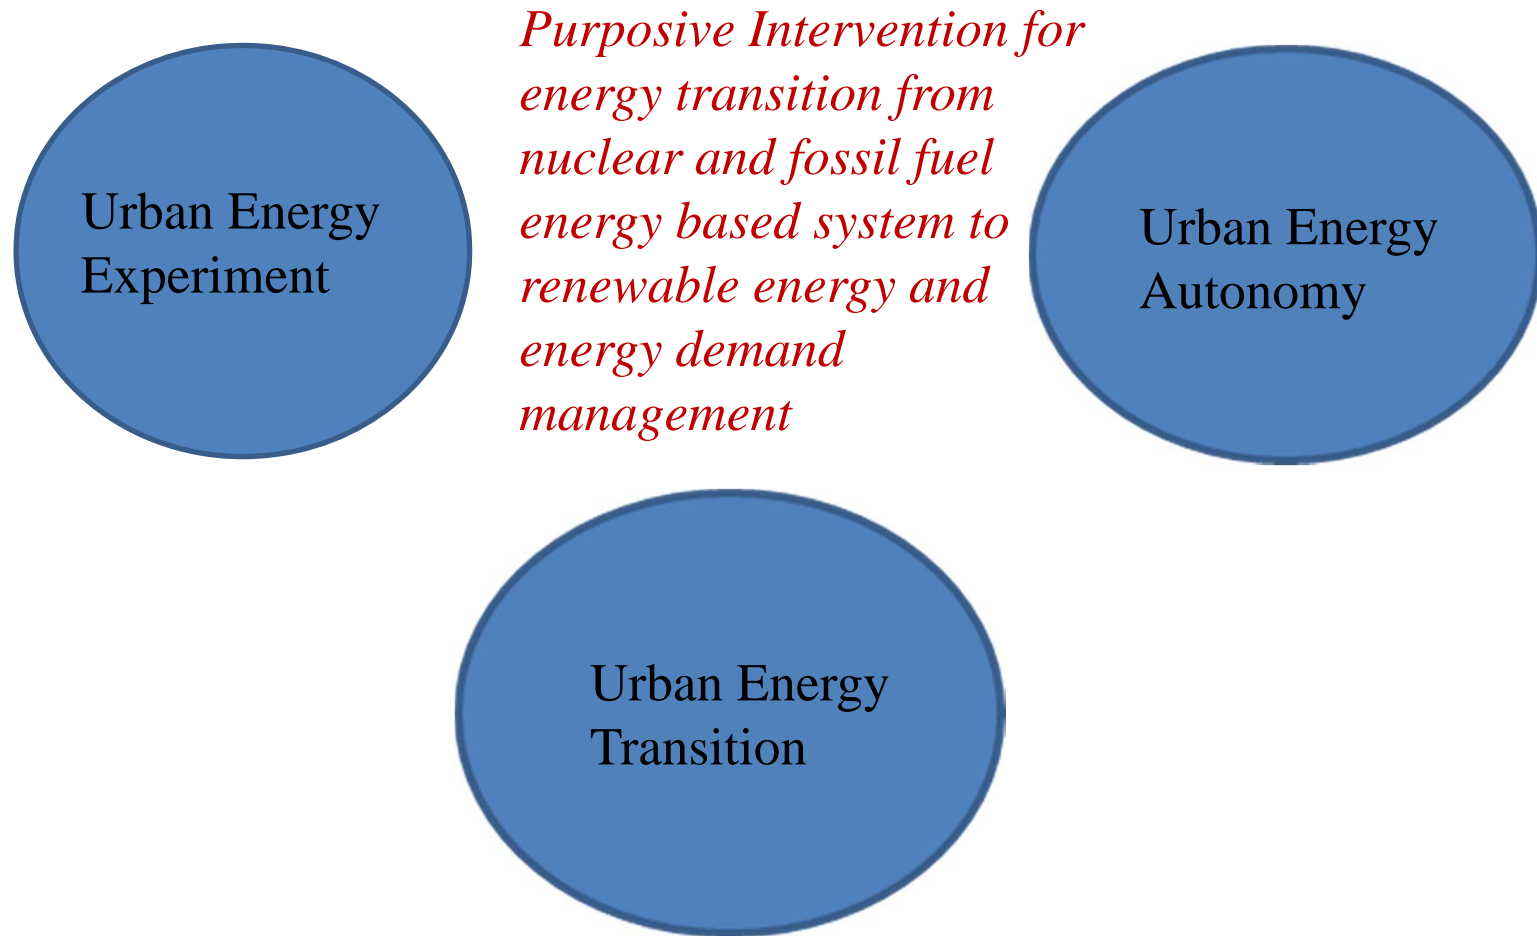 Urban Energy
Experiment
Purposive Intervention for
energy transition from
nuclear and fossil fuel
energy based system to
renewable energy and
energy demand
management
Urban Energy
Autonomy
Urban Energy
Transition